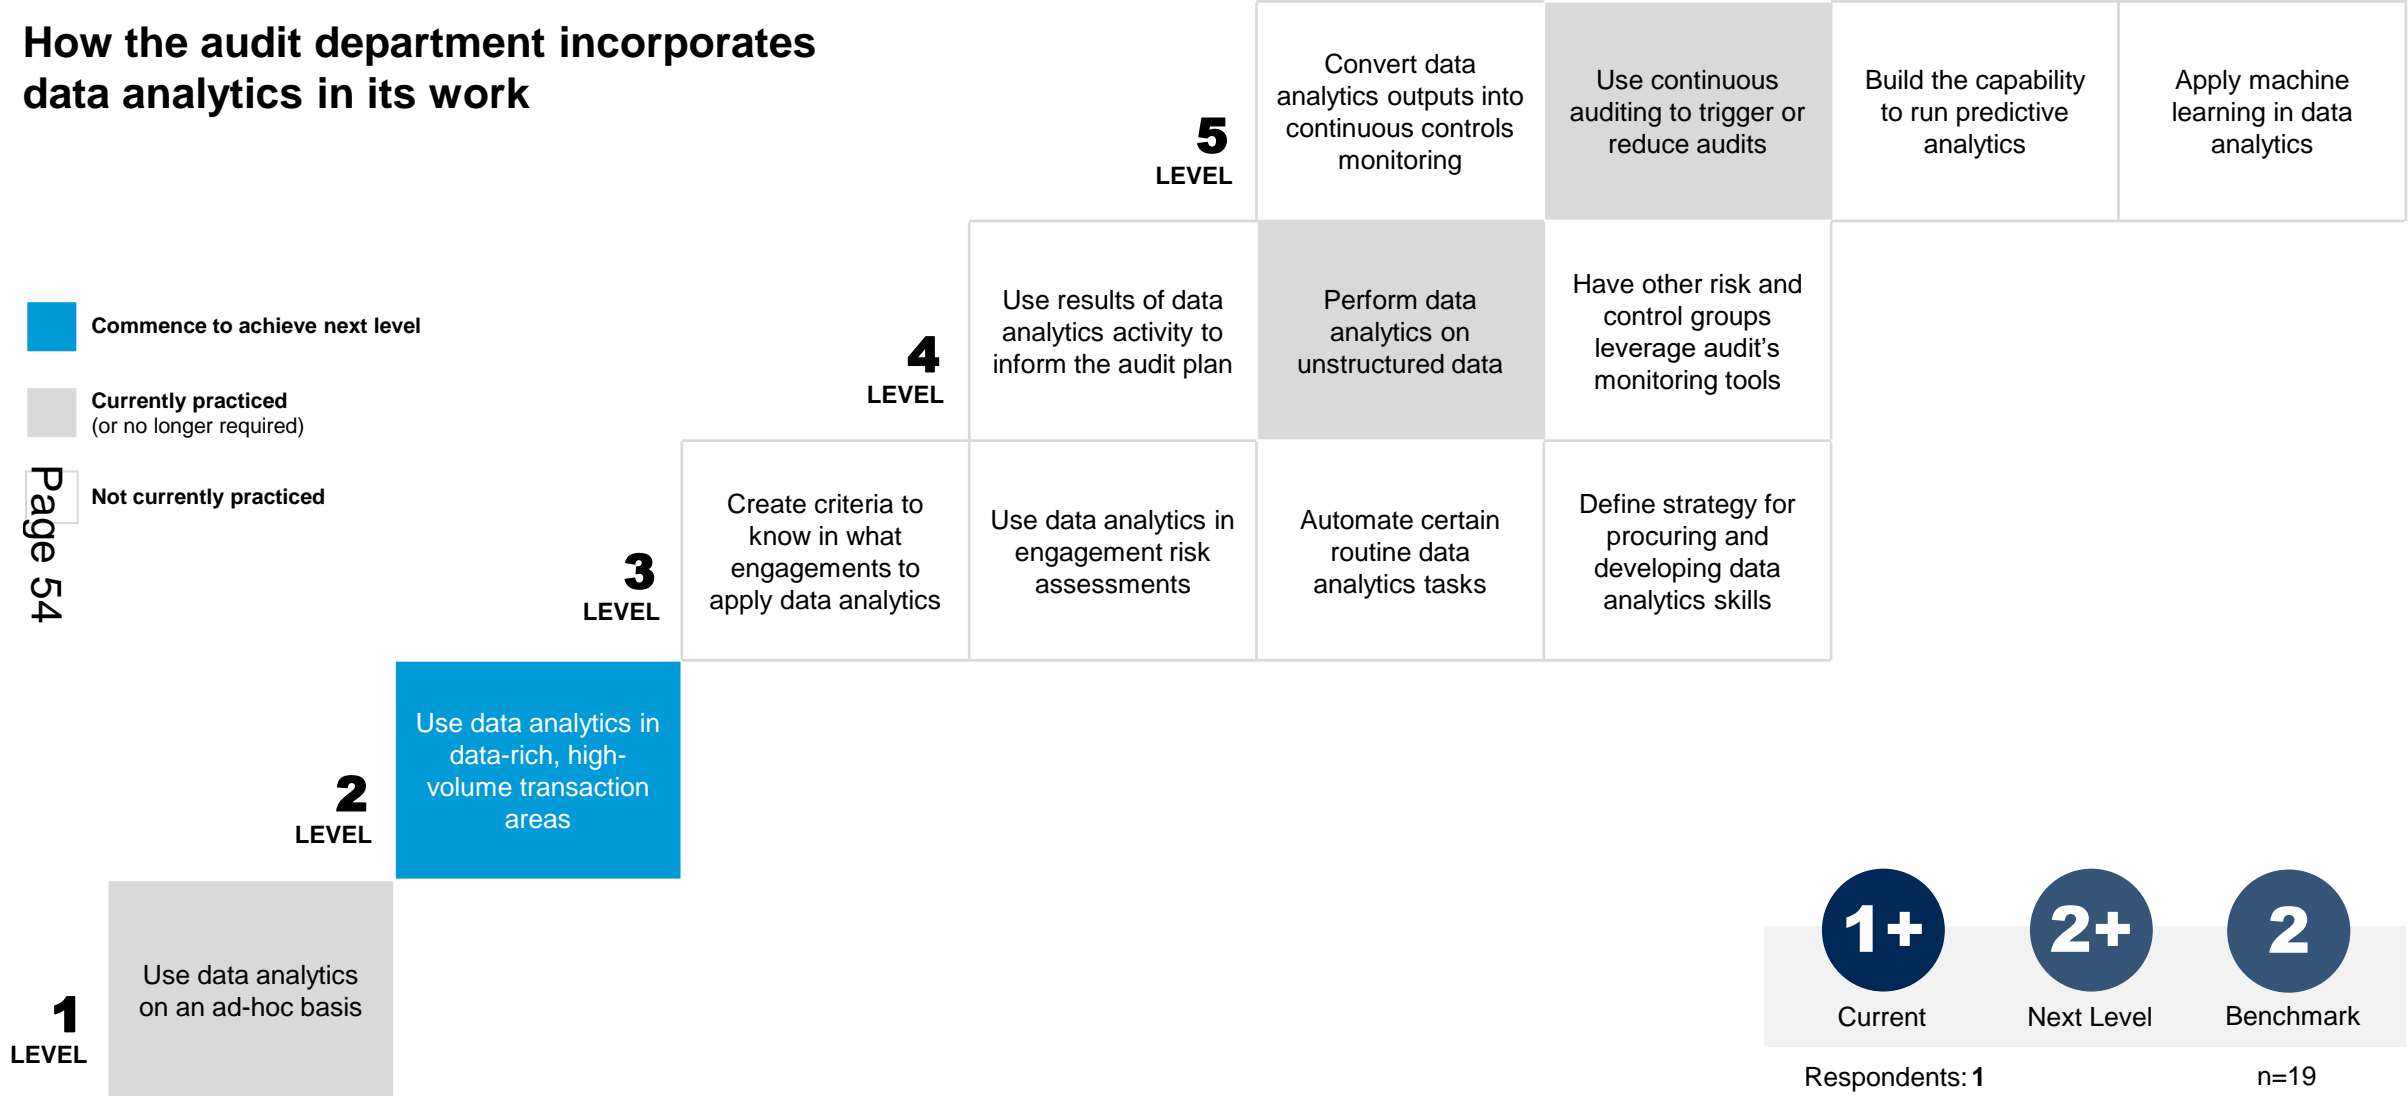 How the audit department incorporates
data analytics in its work
5
LEVEL
Convert data
analytics outputs into
continuous controls
monitoring
Use continuous
auditing to trigger or
reduce audits
Build the capability
to run predictive
analytics
Apply machine
learning in data
analytics
Commence to achieve next level
Currently practiced
(or no longer required)
Not currently practiced
Page 54
4
LEVEL
Use results of data
analytics activity to
inform the audit plan
Perform data
analytics on
unstructured data
Have other risk and
control groups
leverage audit’s
monitoring tools
3
LEVEL
Create criteria to
know in what
engagements to
apply data analytics
Use data analytics in
engagement risk
assessments
Automate certain
routine data
analytics tasks
Define strategy for
procuring and
developing data
analytics skills
2
LEVEL
Use data analytics in
data-rich, high-
volume transaction
areas
1
LEVEL
Use data analytics
on an ad-hoc basis
1+
Current
2+
Next Level
2
Benchmark
Respondents: 1
n=19